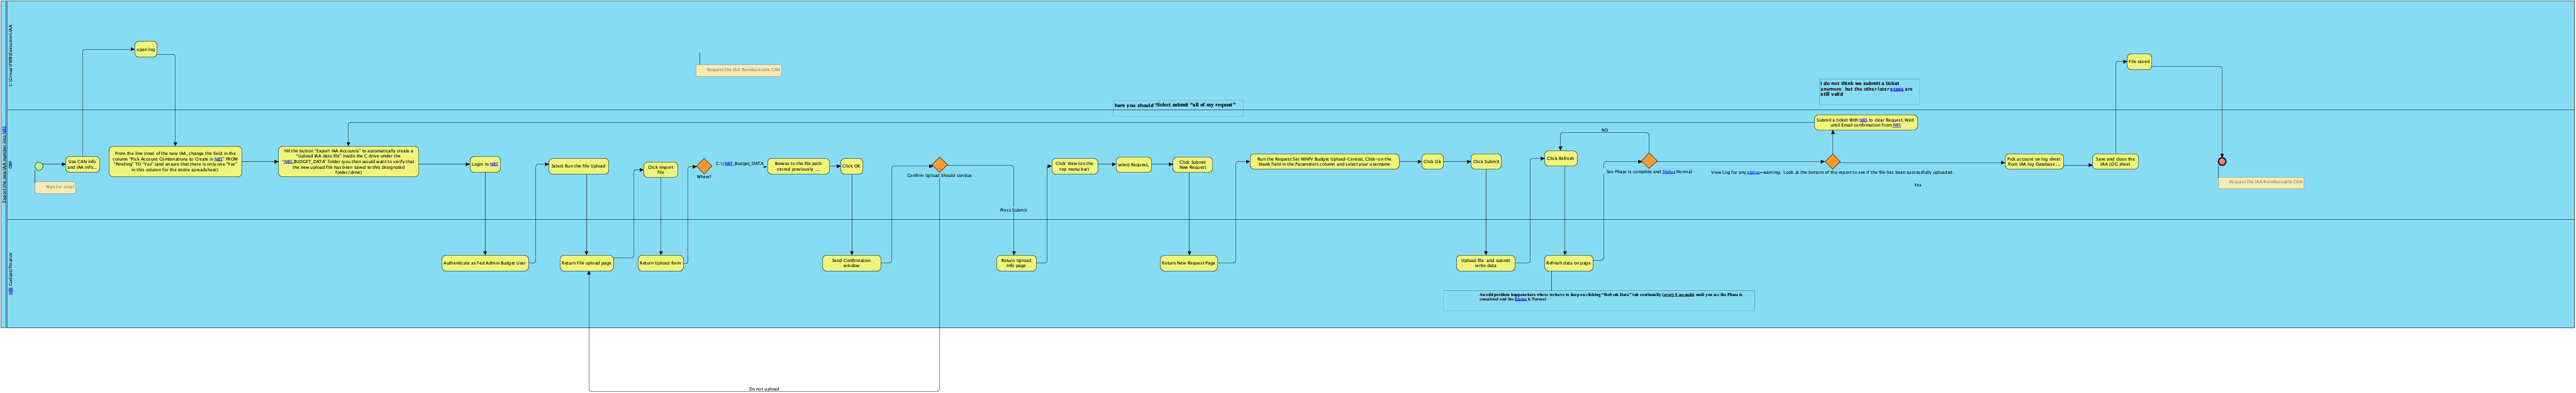 L:\Group\FMB\Execution\IAA
open log
Request the IAA Reimbursable CAN
File saved
I do not think we submit a ticket
anymore but the other later steps are
still valid
here you should "Select submit "all of my request"
Export the new IAA number into NBS
OBF
Use CAN info
and IAA info...
Wait for email
From the line (row) of the new IAA, change the field in the
column "Pick Account Combinations to Create in NBS" FROM
"Pending" TO "Yes" (and ensure that there is only one "Yes"
in this column for the entire spreadsheet).
Hit the button "Export IAA Accounts" to automatically create a
"Upload IAA data file" inside the C drive under the
"NBS_BUDGET_DATA" folder (you then would want to verify that
the new upload file has been saved to this designated
folder/drive)
Login to NBS
Select Run the File Upload
Click Import
File
Where?
C:\\NBS_Budget_DATA
Browse to the file path
stored previously ...
Click OK
Confirm Upload Should continue
Press Submit
Click View (on the
top menu bar)
select Request,
Click Submit
New Request
Run the Request Set NIHFV Budget Upload-Central, Click-on the
blank field in the Parameters column and select your username
Click Ok
Click Submit
Click Refresh
NO
See Phase is complete and Status Normal
Submit a ticket With NBS to clear Request. Wait
until Email confirmation from NBS
View Log for any status=warning. Look at the bottom of the report to see if the file has been successfully uploaded.
Yes
Pick account on log sheet
from IAA log Database ...
Save and close the
IAA LOG sheet
Request the IAA Reimbursable CAN
NBS Gudget/Finance
Authenticate as Fed Admin Budget User
Return File upload page
Return Upload form
Send Confirmation
window
Return Upload
Info page
Return New Request Page
Upload file and submit
write data
Refresh data on page
An odd problem happens here where we have to keep on clicking "Refresh Data" tab continually (every 5 seconds) until you see the Phase is
completed and the Status is Normal
Do not upload